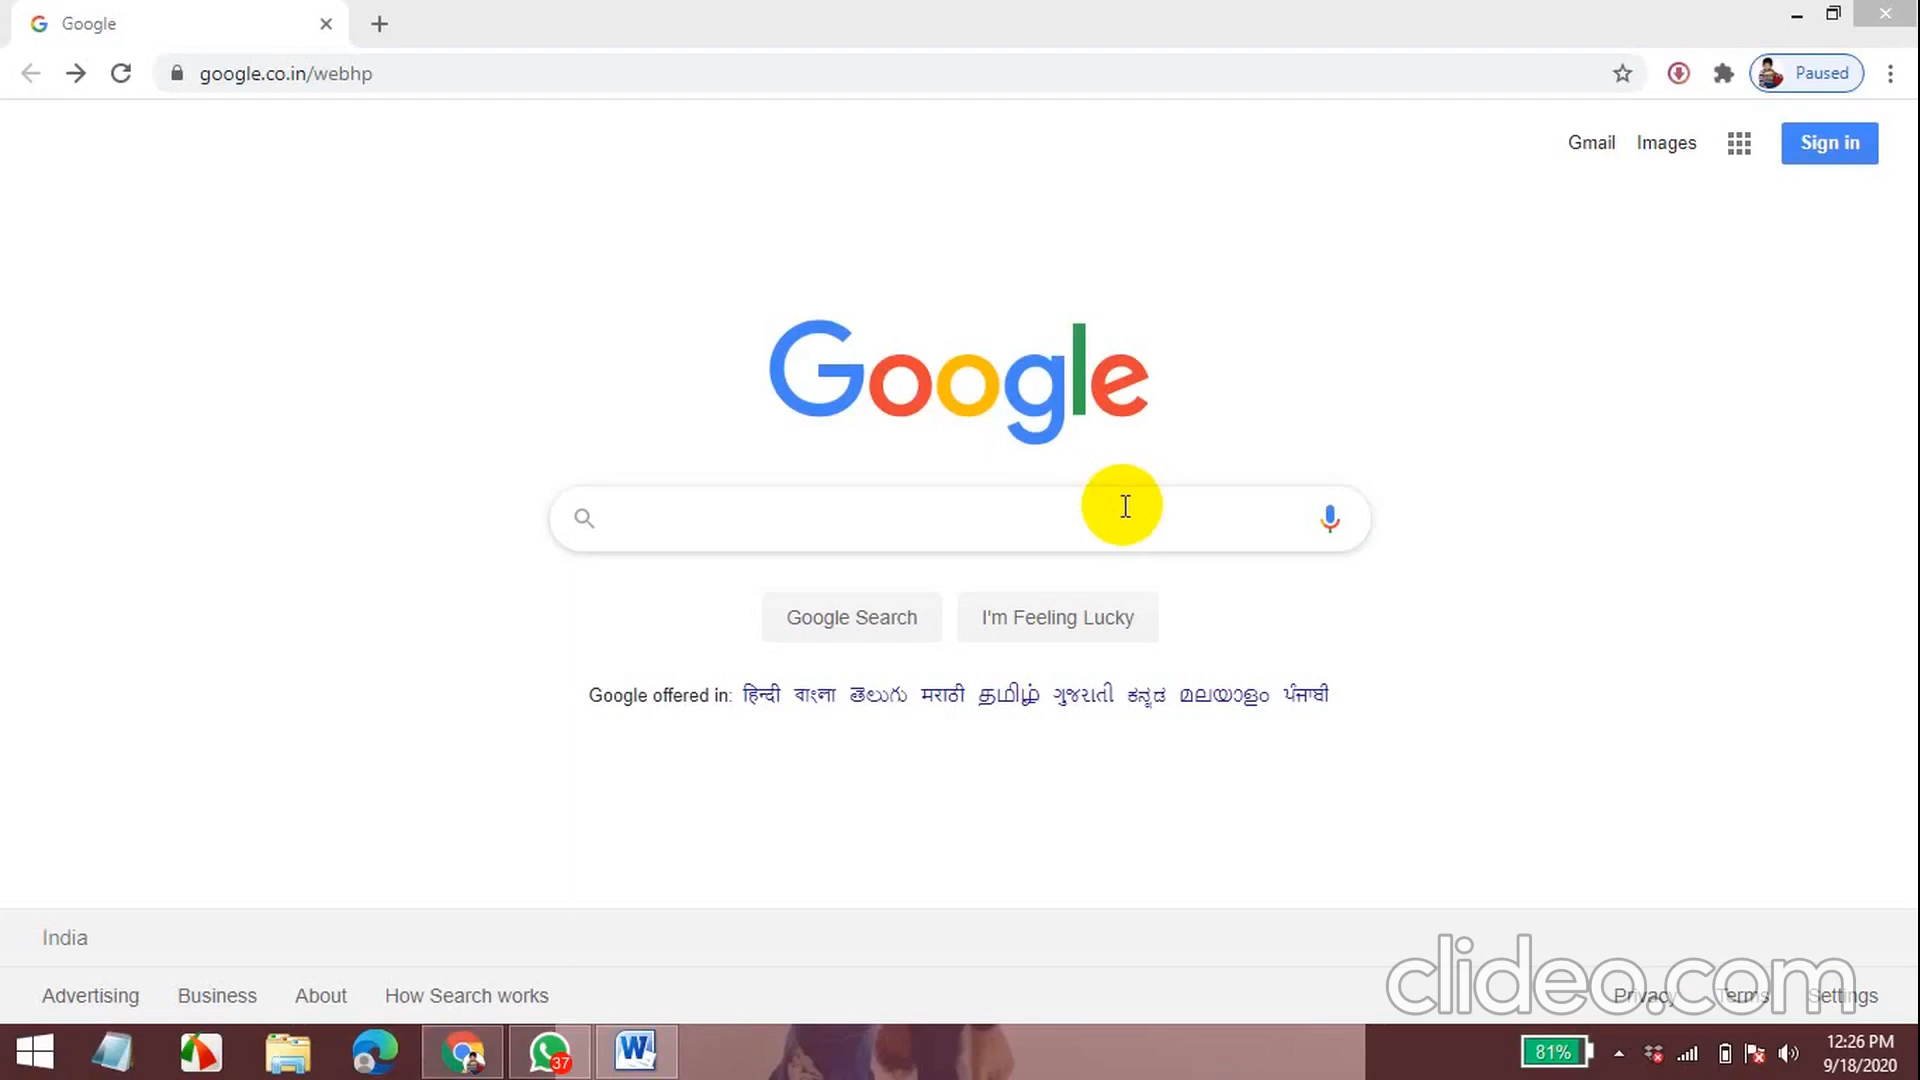 Google
google.co.in/webhp
Paused
Gmail Images
Sign in
Google
Google Search I'm Feeling Lucky
Google offered in: हिन्दी বাংলা తెలుగు मराठी தமிழ் ગુજરાતી ಕನ್ನಡ മലയാളം ਪੰਜਾਬੀ
India
clideo.com
Advertising Business About How Search works Privacy Terms Settings
37
W
81%
12:26 PM
9/18/2020